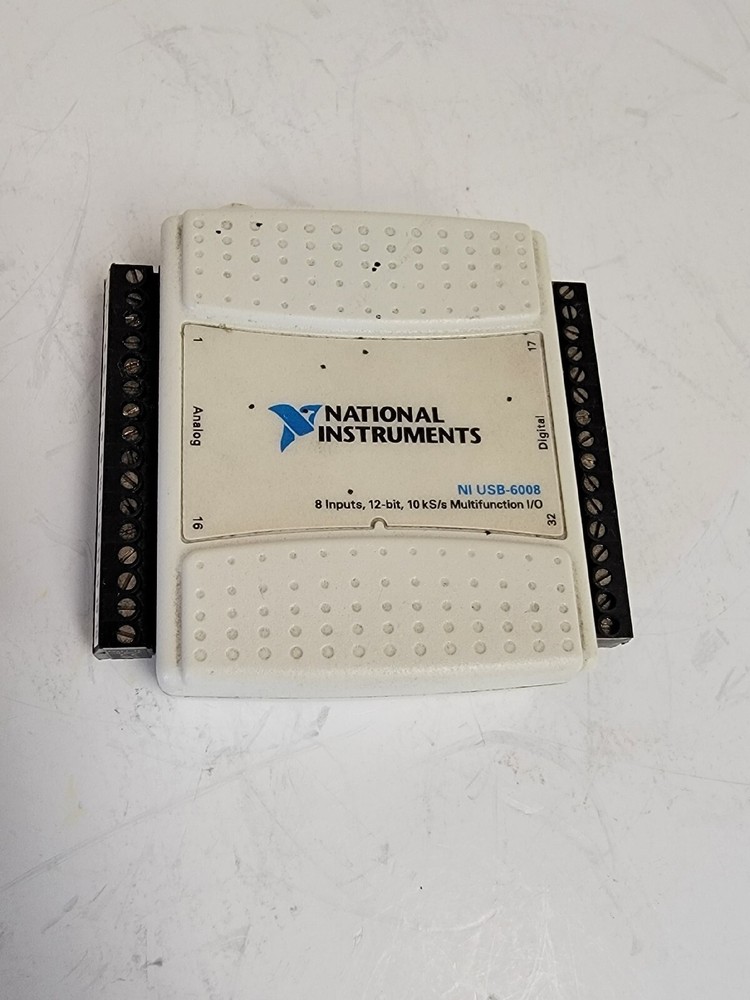 1
17
Analog
Digital
NATIONAL
INSTRUMENTS
NI USB-6008
8 Inputs, 12-bit, 10 kS/s Multifunction I/O
16
32